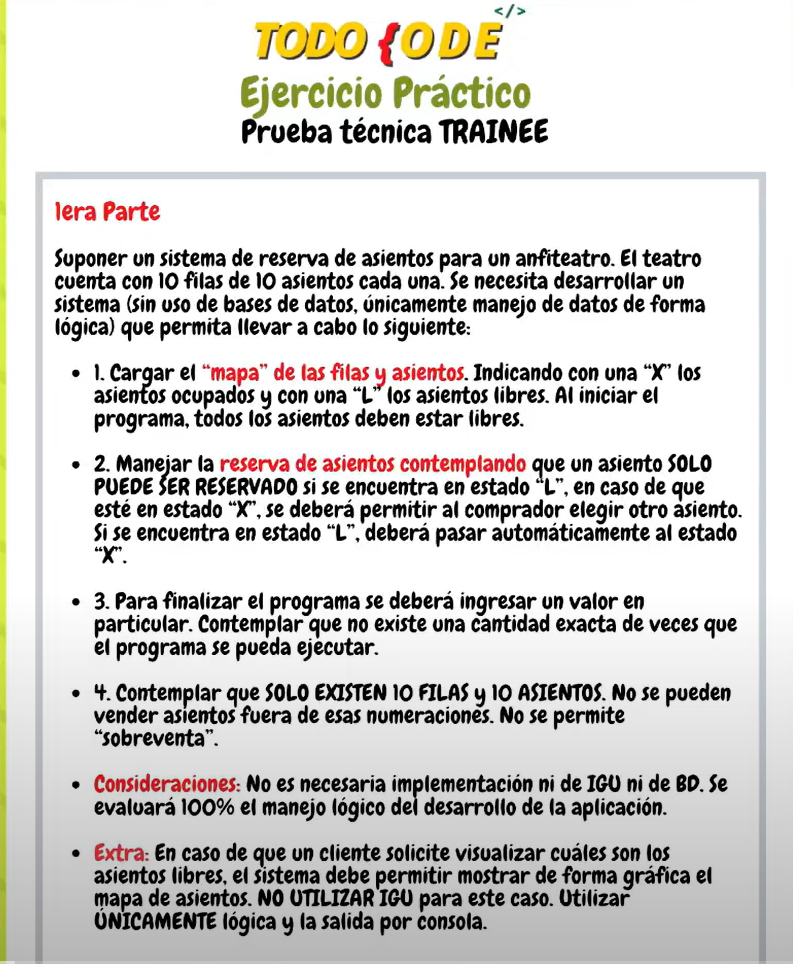 </>
TODO {ODE
Ejercicio Práctico
Prueba técnica TRAINEE
1era Parte
Suponer un sistema de reserva de asientos para un anfiteatro. El teatro
cuenta con 10 filas de 10 asientos cada una. Se necesita desarrollar un
sistema (sin uso de bases de datos, únicamente manejo de datos de forma
lógica) que permita llevar a cabo lo siguiente:
• 1. Cargar el “mapa” de las filas y asientos. Indicando con una “X” los
asientos ocupados y con una “L” los asientos libres. Al iniciar el
programa, todos los asientos deben estar libres.
• 2. Manejar la reserva de asientos contemplando que un asiento SOLO
PUEDE SER RESERVADO si se encuentra en estado “L”, en caso de que
esté en estado “X”, se deberá permitir al comprador elegir otro asiento.
Si se encuentra en estado “L”, deberá pasar automáticamente al estado
“X”.
• 3. Para finalizar el programa se deberá ingresar un valor en
particular. Contemplar que no existe una cantidad exacta de veces que
el programa se pueda ejecutar.
• 4. Contemplar que SOLO EXISTEN 10 FILAS y 10 ASIENTOS. No se pueden
vender asientos fuera de esas numeraciones. No se permite
“sobreventa”.
• Consideraciones: No es necesaria implementación ni de IGU ni de BD. Se
evaluará 100% el manejo lógico del desarrollo de la aplicación.
• Extra: En caso de que un cliente solicite visualizar cuáles son los
asientos libres, el sistema debe permitir mostrar de forma gráfica el
mapa de asientos. NO UTILIZAR IGU para este caso. Utilizar
ÚNICAMENTE lógica y la salida por consola.